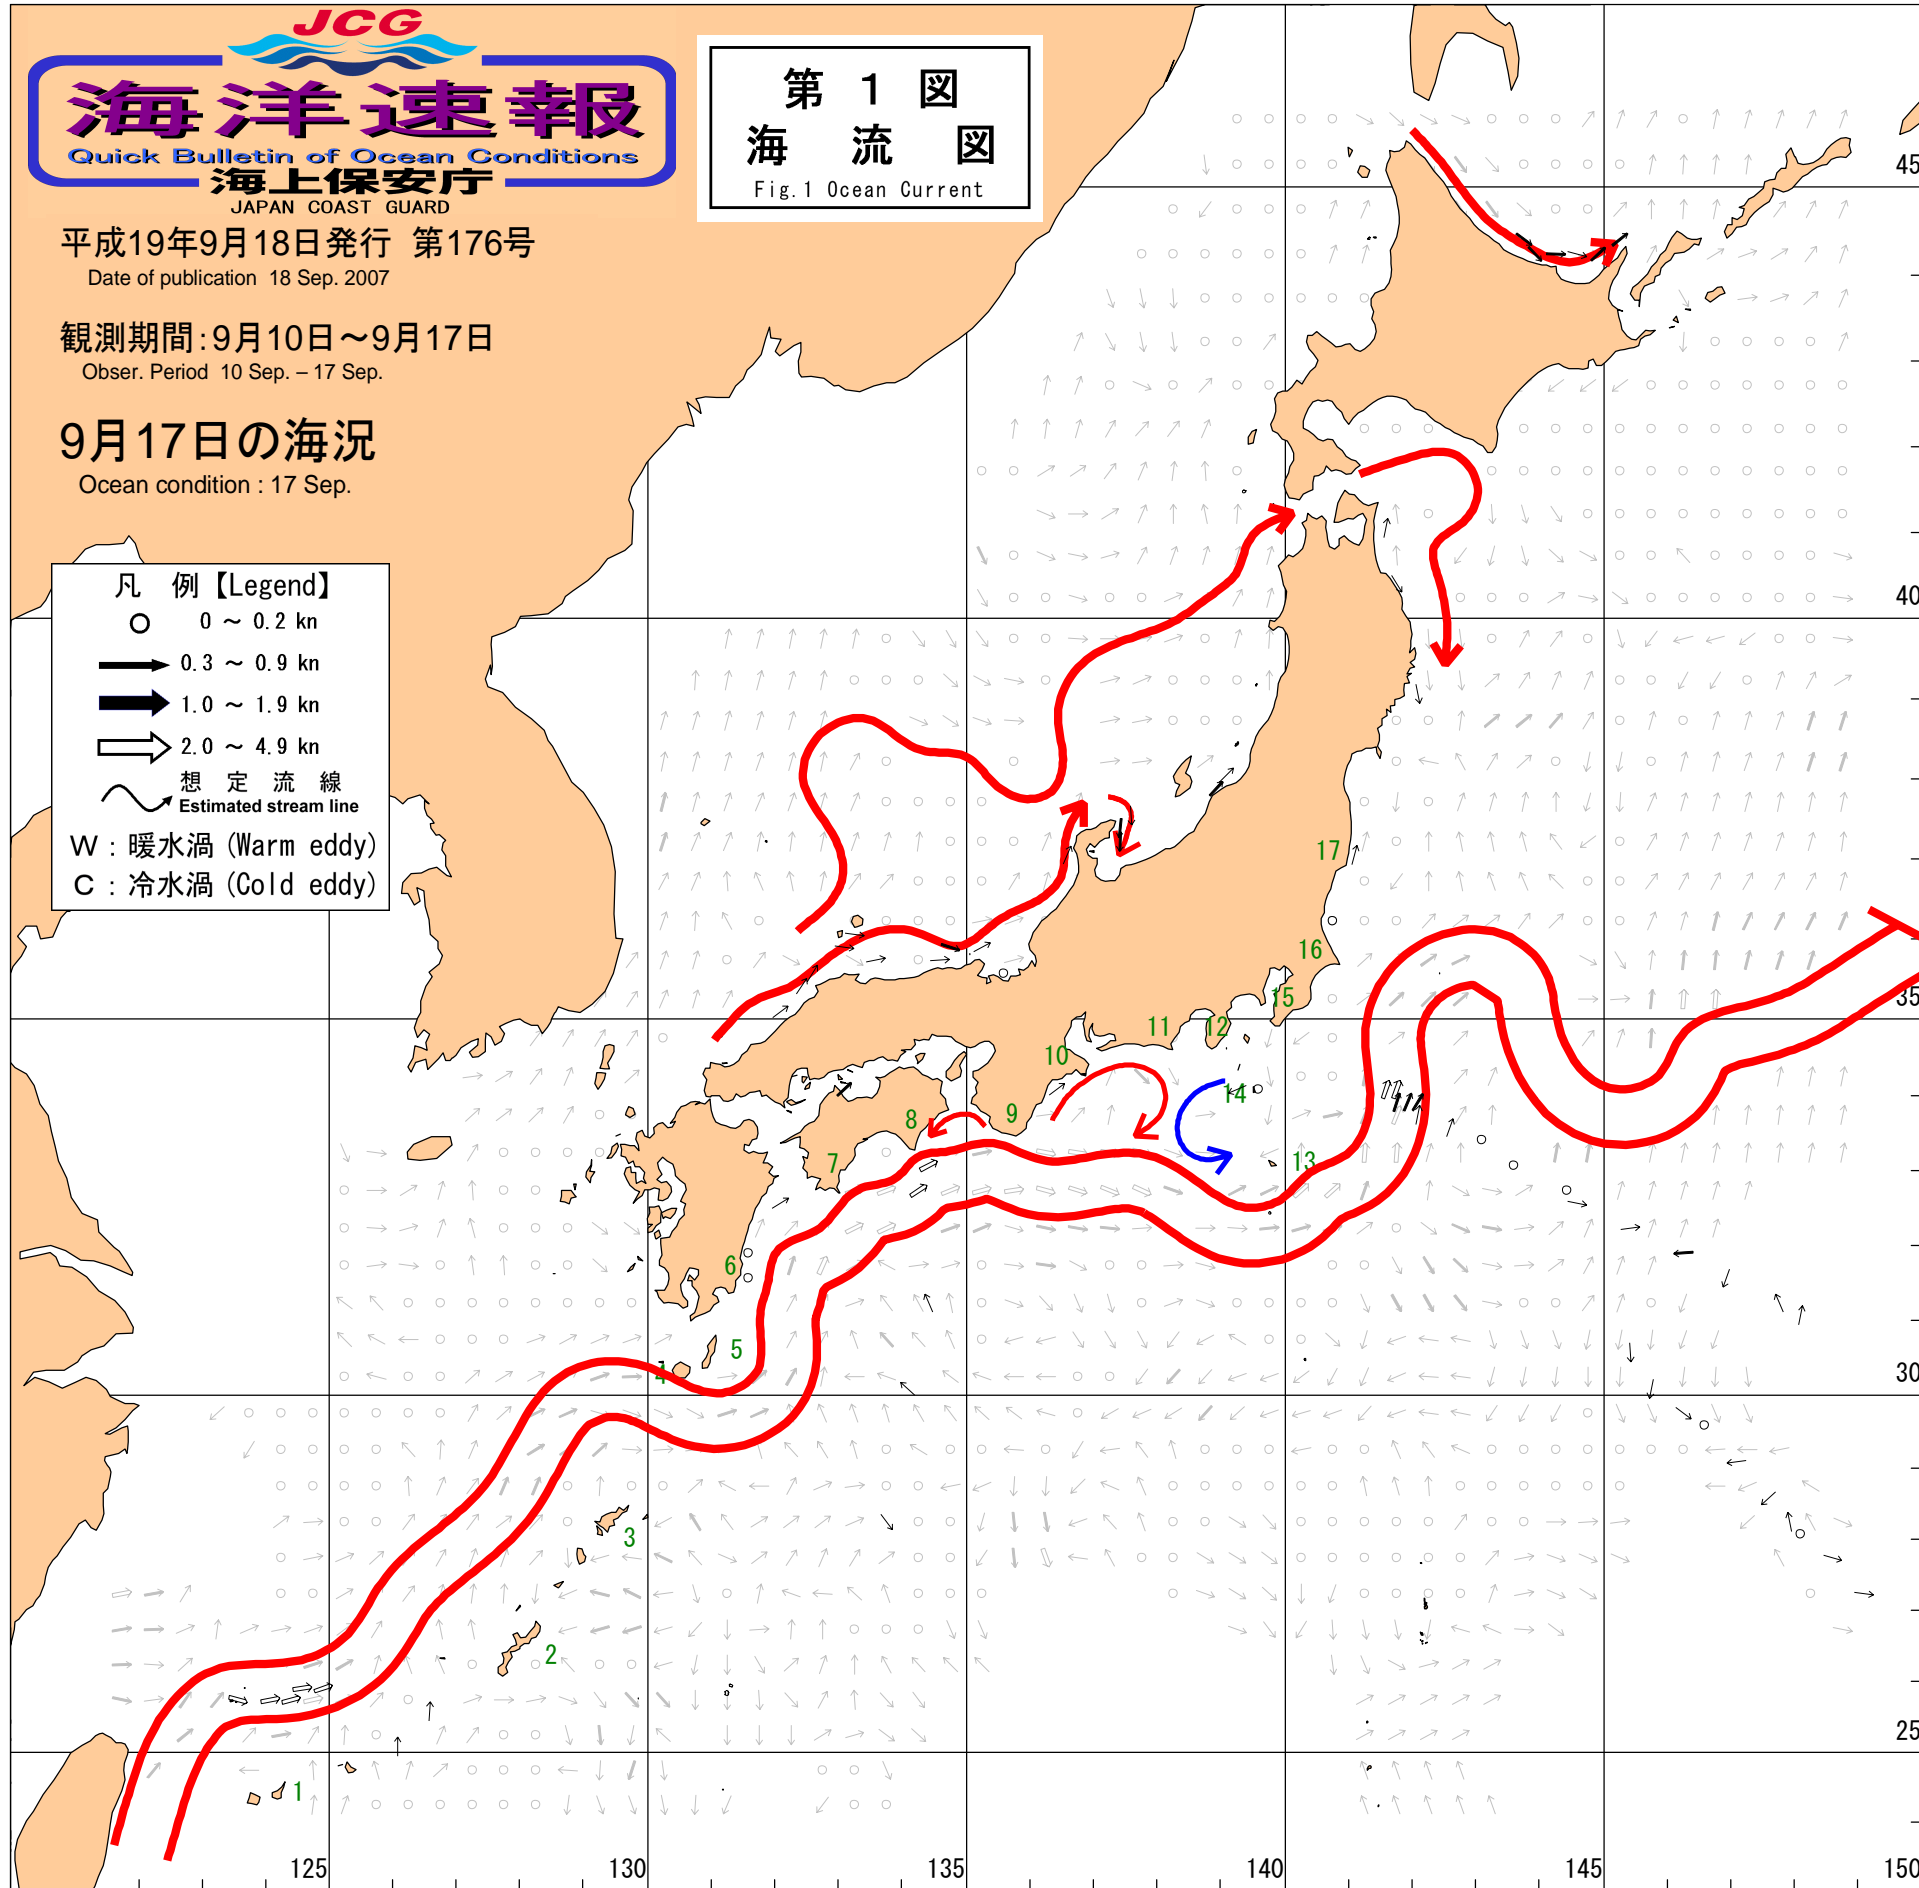 JCG
海洋速報
Quick Bulletin of Ocean Conditions
海上保安庁
JAPAN COAST GUARD
平成19年9月18日発行 第176号
Date of publication 18 Sep. 2007
観測期間:9月10日~9月17日
Obser. Period 10 Sep. – 17 Sep.
9月17日の海況
Ocean condition : 17 Sep.
第 1 図
海 流 図
Fig.1 Ocean Current
凡 例【Legend】
0 ~ 0.2 kn
0.3 ~ 0.9 kn
1.0 ~ 1.9 kn
2.0 ~ 4.9 kn
想 定 流 線
Estimated stream line
W : 暖水渦 (Warm eddy)
C : 冷水渦 (Cold eddy)
45
40
17
16
15
35
11
12
10
14
9
8
13
7
6
5
4
30
3
2
25
1
125
130
135
140
145
150